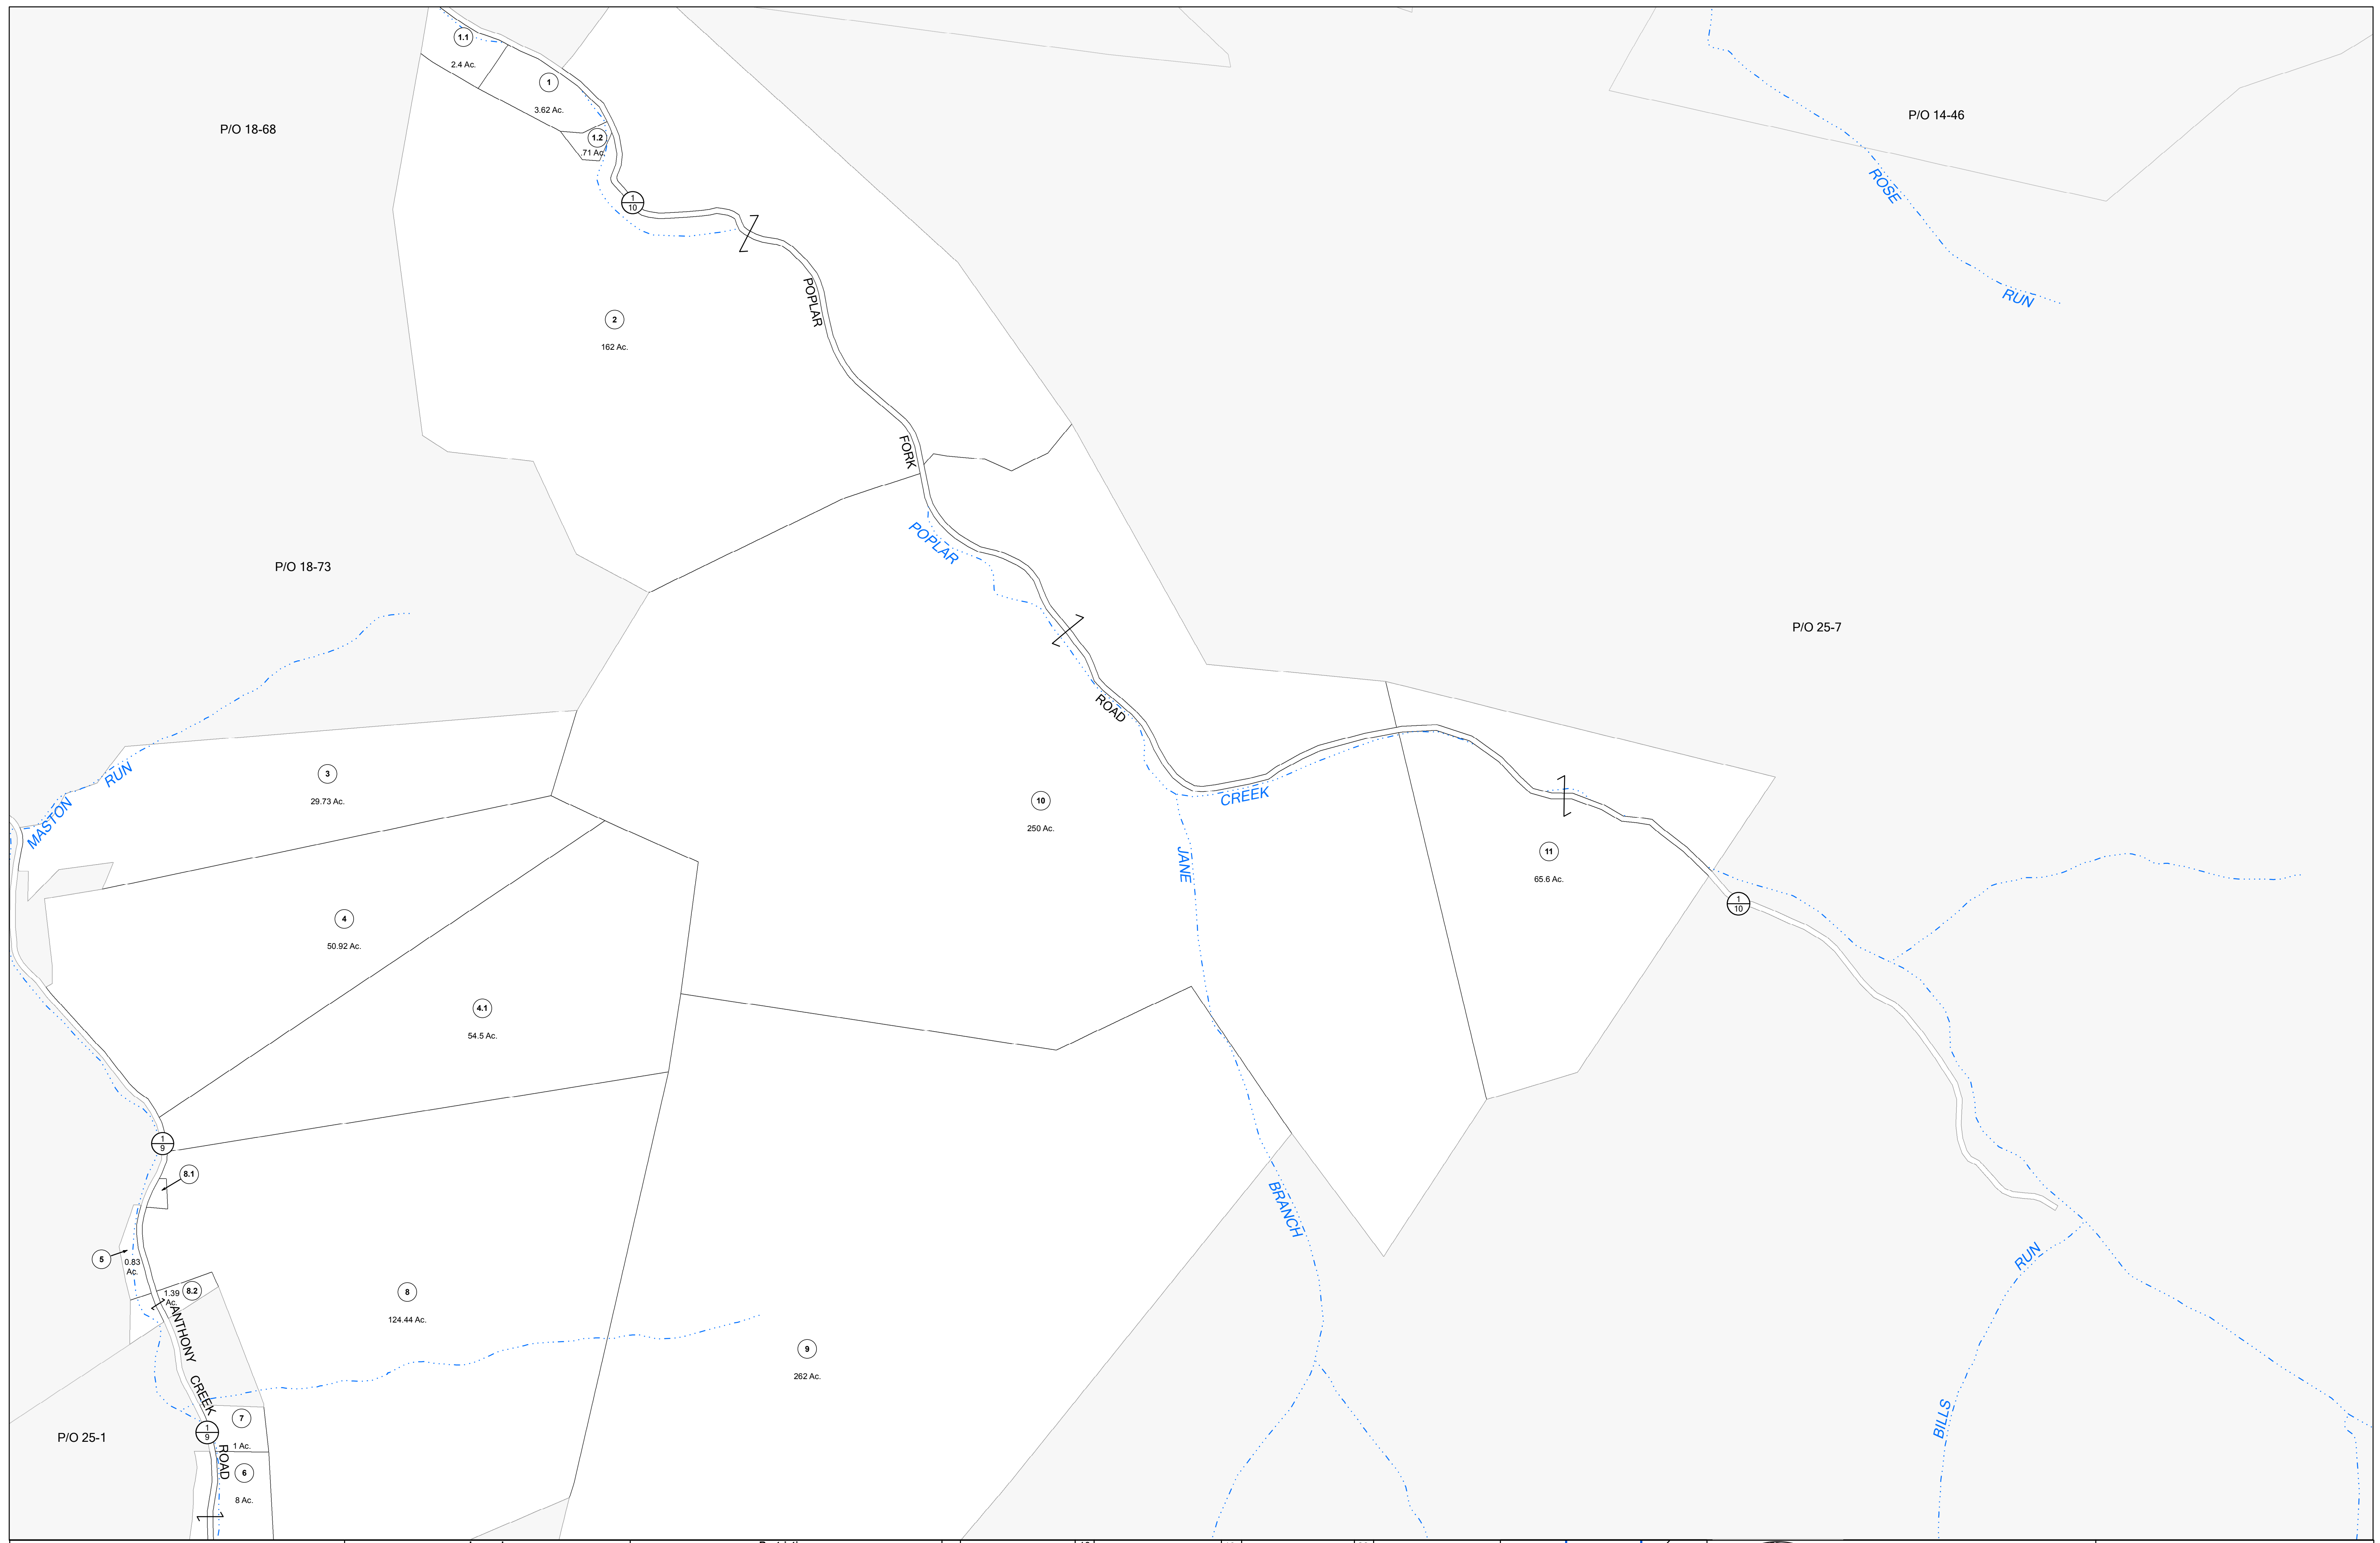 1.1
2.4 Ac.
1
3.62 Ac.
1.2
.71 Ac.
P/O 18-68
P/O 14-46
ROSE
RUN
1
10
POPLAR
FORK
ROAD
2
162 Ac.
POPLAR
CREEK
P/O 18-73
P/O 25-7
MASTON
RUN
3
29.73 Ac.
10
250 Ac.
JANE
BRANCH
11
65.6 Ac.
1
10
4
50.92 Ac.
4.1
54.5 Ac.
1
9
8.1
5
0.83
Ac.
1.39
Ac.
8.2
ANTHONY
CREEK
ROAD
8
124.44 Ac.
9
262 Ac.
RUN
BILLS
P/O 25-1
7
1 Ac.
1
9
6
8 Ac.